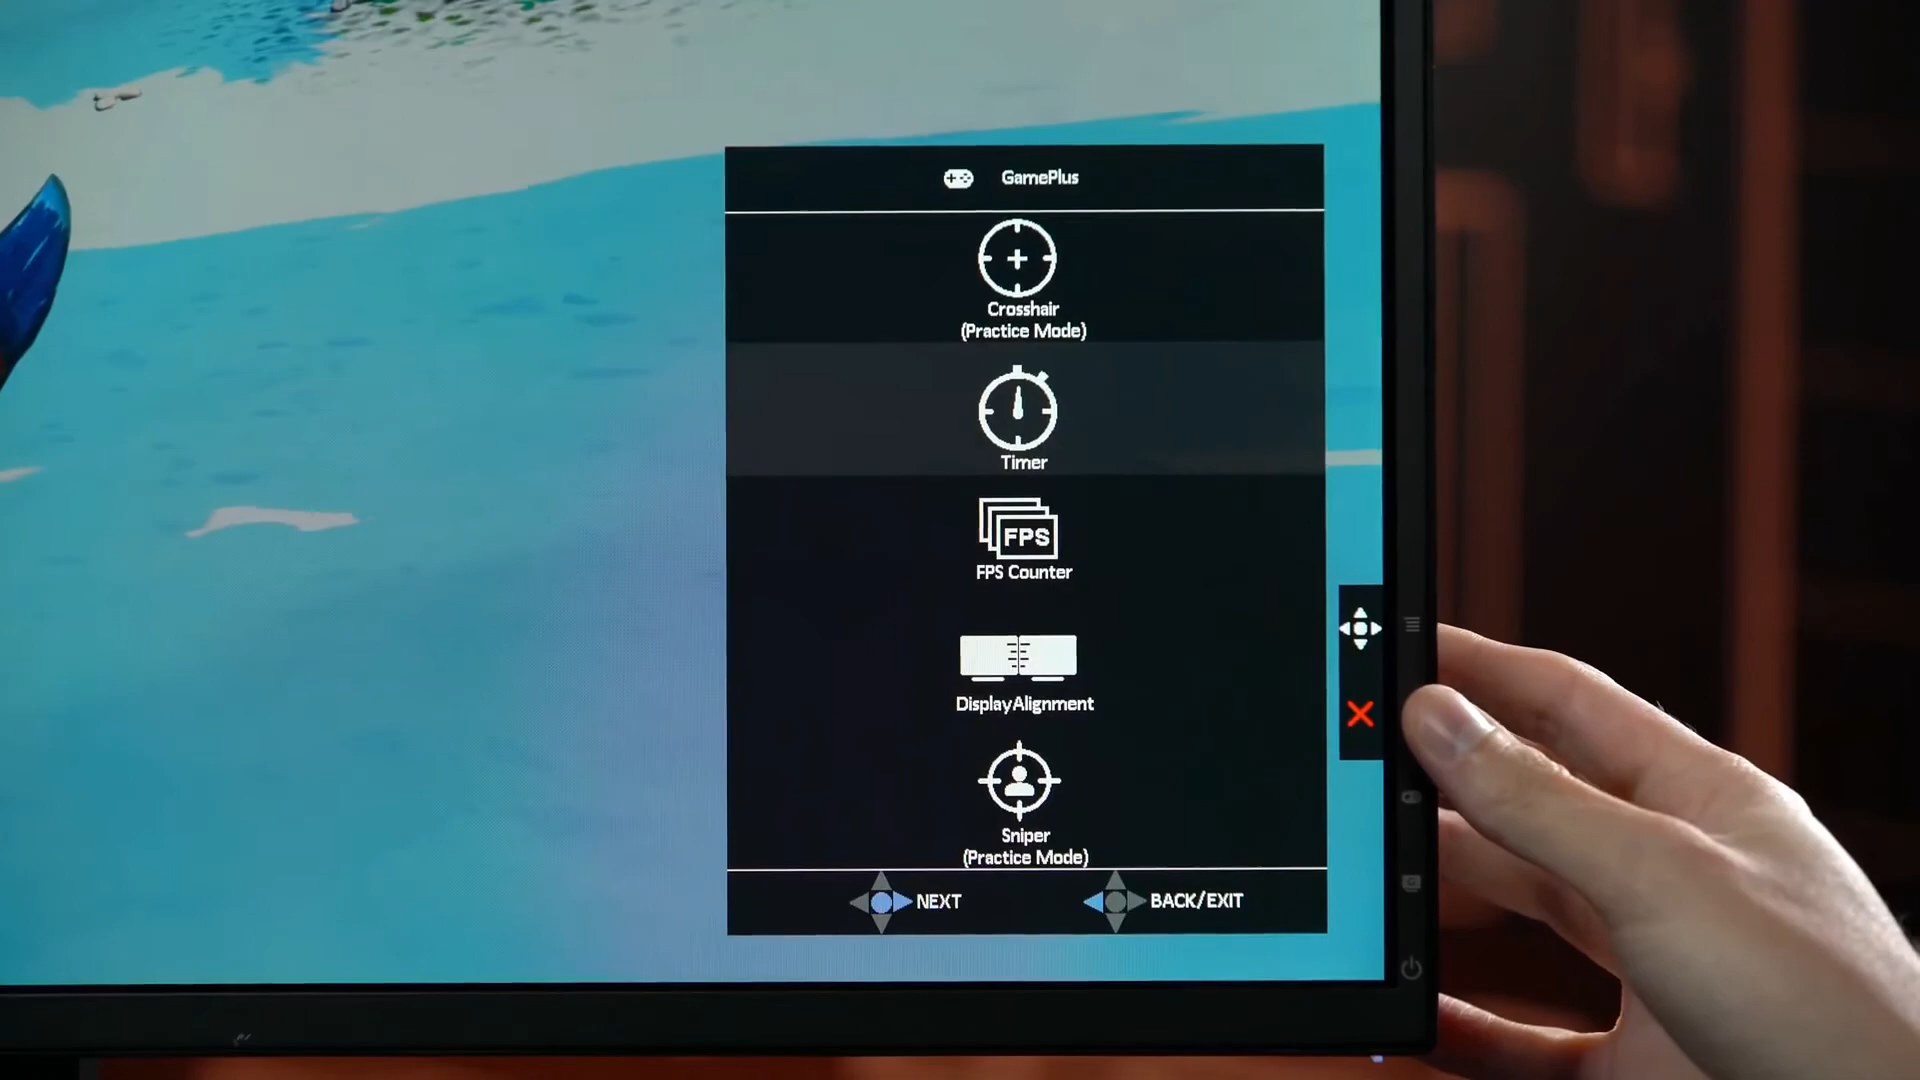 GamePlus
Crosshair
(Practice Mode)
Timer
FPS
FPS Counter
DisplayAlignment
Sniper
(Practice Mode)
NEXT
BACK/EXIT